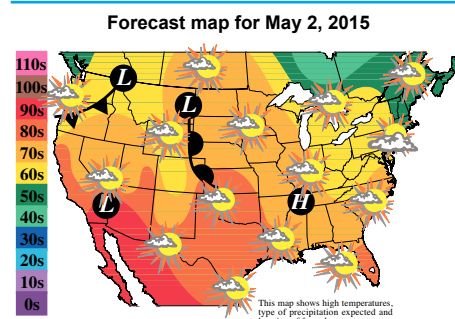 Forecast map for May 2, 2015
110s
100s
90s
80s
70s
60s
50s
40s
30s
20s
10s
0s
L
L
L
H
This map shows high temperatures,
type of precipitation expected and